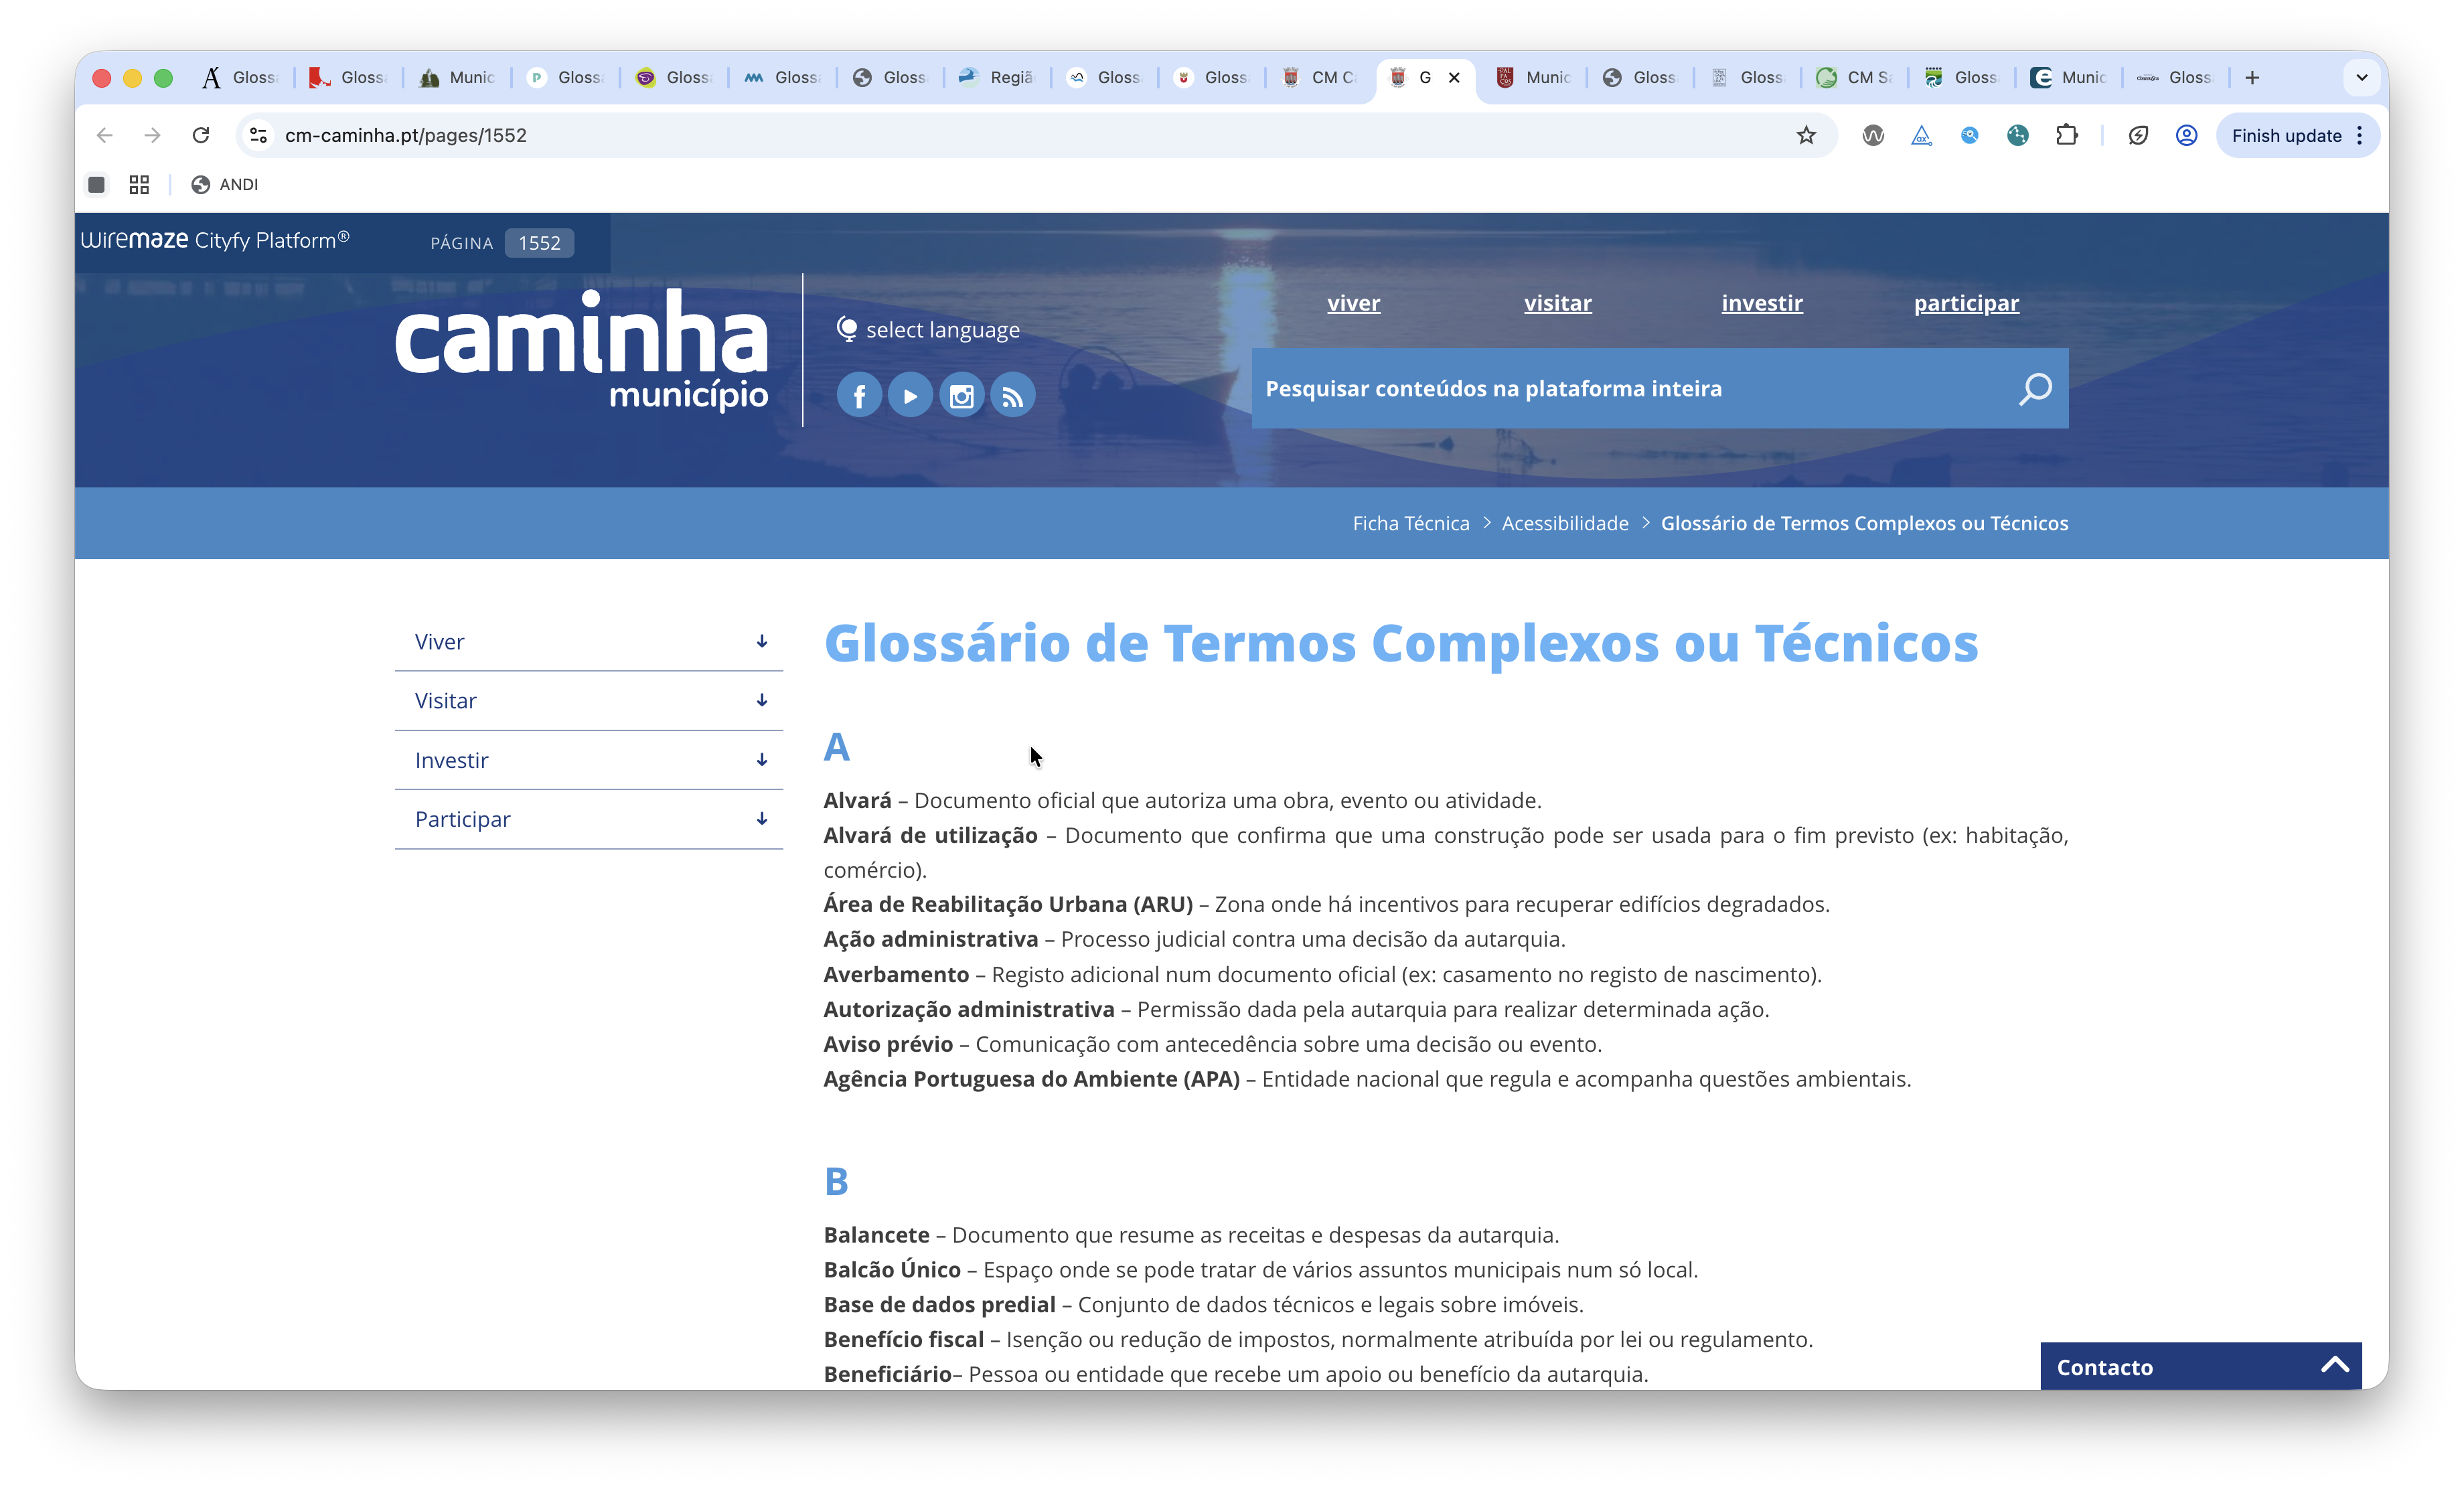 Gloss
Gloss
Munic
Gloss
Gloss
Gloss
Gloss
Regiã
Gloss
Gloss
CM C
G
Munic
Gloss
Gloss
CM Sa
Gloss
Munic
Gloss
cm-caminha.pt/pages/1552
Finish update
ANDI
wiremaze Cityfy Platform®
PÁGINA 1552
caminha
município
select language
viver
visitar
investir
participar
Pesquisar conteúdos na plataforma inteira
Ficha Técnica > Acessibilidade > Glossário de Termos Complexos ou Técnicos
Viver
Visitar
Investir
Participar
Glossário de Termos Complexos ou Técnicos
A
Alvará – Documento oficial que autoriza uma obra, evento ou atividade.
Alvará de utilização – Documento que confirma que uma construção pode ser usada para o fim previsto (ex: habitação,
comércio).
Área de Reabilitação Urbana (ARU) – Zona onde há incentivos para recuperar edifícios degradados.
Ação administrativa – Processo judicial contra uma decisão da autarquia.
Averbamento – Registo adicional num documento oficial (ex: casamento no registo de nascimento).
Autorização administrativa – Permissão dada pela autarquia para realizar determinada ação.
Aviso prévio – Comunicação com antecedência sobre uma decisão ou evento.
Agência Portuguesa do Ambiente (APA) – Entidade nacional que regula e acompanha questões ambientais.
B
Balancete – Documento que resume as receitas e despesas da autarquia.
Balcão Único – Espaço onde se pode tratar de vários assuntos municipais num só local.
Base de dados predial – Conjunto de dados técnicos e legais sobre imóveis.
Benefício fiscal – Isenção ou redução de impostos, normalmente atribuída por lei ou regulamento.
Beneficiário– Pessoa ou entidade que recebe um apoio ou benefício da autarquia.
Contacto